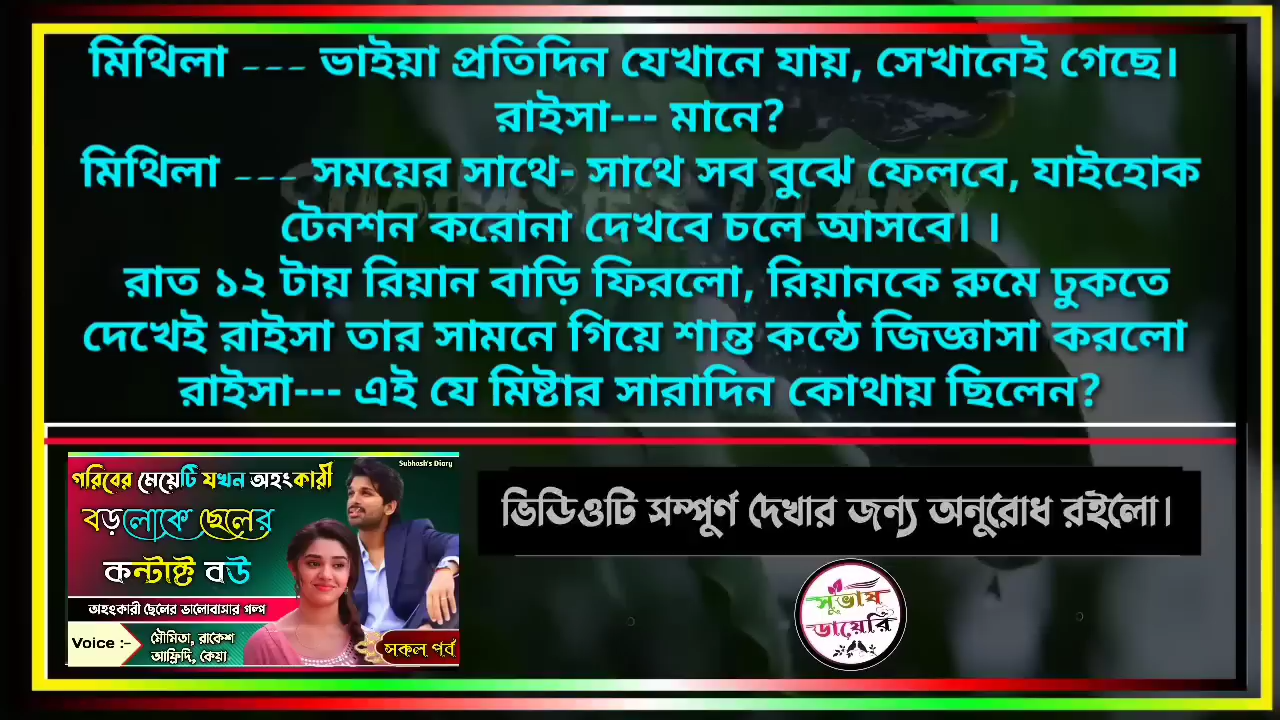 মিথিলা --- ভাইয়া প্রতিদিন যেখানে যায়, সেখানেই গেছে।
রাইসা--- মানে?
মিথিলা --- সময়ের সাথে- সাথে সব বুঝে ফেলবে, যাইহোক
টেনশন করোনা দেখবে চলে আসবে। ।
রাত ১২ টায় রিয়ান বাড়ি ফিরলো, রিয়ানকে রুমে ঢুকতে
দেখেই রাইসা তার সামনে গিয়ে শান্ত কন্ঠে জিজ্ঞাসা করলো
রাইসা--- এই যে মিষ্টার সারাদিন কোথায় ছিলেন?
Subhash's Diary
গরিবের মেয়েটি যখন অহংকারী
বড়লোকে ছেলের
কন্টাক্ট বউ
অহংকারী ছেলের ভালোবাসার গল্প
Voice :- মৌমিতা, রাকেশ
আফ্রিদি, কেয়া
সকল পর্ব
ভিডিওটি সম্পুর্ণ দেখার জন্য অনুরোধ রইলো।
সুভাষ
ডায়েরি